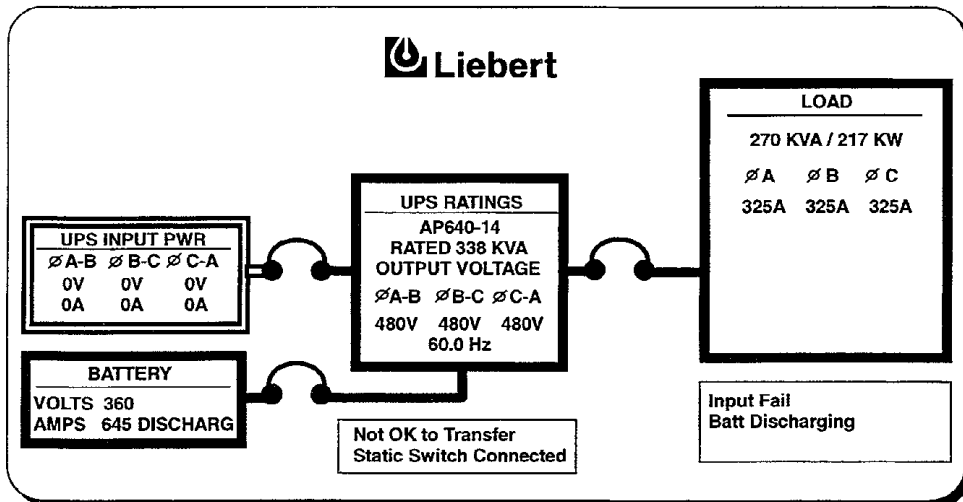 Liebert
UPS INPUT PWR
ØA-B ØB-C ØC-A
0V 0V 0V
0A 0A 0A
BATTERY
VOLTS 360
AMPS 645 DISCHARG
UPS RATINGS
AP640-14
RATED 338 KVA
OUTPUT VOLTAGE
ØA-B ØB-C ØC-A
480V 480V 480V
60.0 Hz
Not OK to Transfer
Static Switch Connected
LOAD
270 KVA / 217 KW
ØA ØB ØC
325A 325A 325A
Input Fail
Batt Discharging